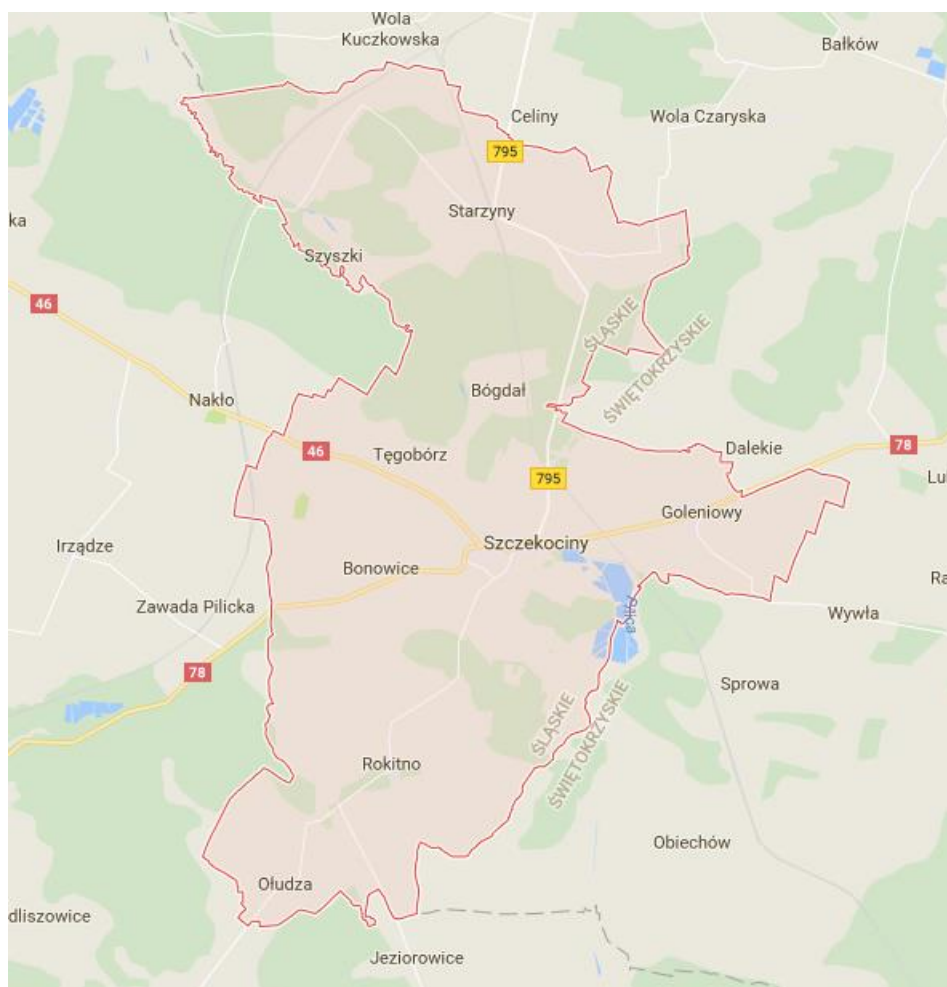 Wola
Kuczkowska
Bałków
Celiny
Wola Czaryska
795
Starzyny
ka
Szyszki
46
ŚLĄSKIE
ŚWIĘTOKRZYSKIE
Bógdał
Nakło
46
Tęgobórz
Dalekie
78
795
Lu
Goleniowy
Szczekociny
Irządze
Bonowice
Ra
Zawada Pilicka
Pilica
Wywła
78
Sprowa
ŚLĄSKIE
ŚWIĘTOKRZYSKIE
Rokitno
Obiechów
Ołudza
dliszowice
Jeziorowice